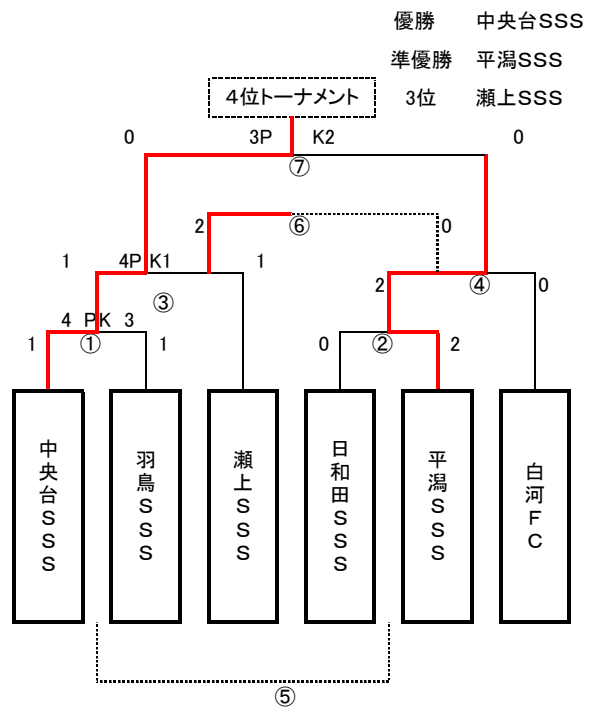 優勝 中央台SSS
準優勝 平潟SSS
3位 瀬上SSS
4位トーナメント
0 3P K2 0
⑦
2 ⑥ 0
1 4P K1 1
③ 2 ④ 0
4 PK 3
1 ① 1 0 ② 2
中央台SSS
羽鳥SSS
瀬上SSS
日和田SSS
平潟SSS
白河FC
⑤